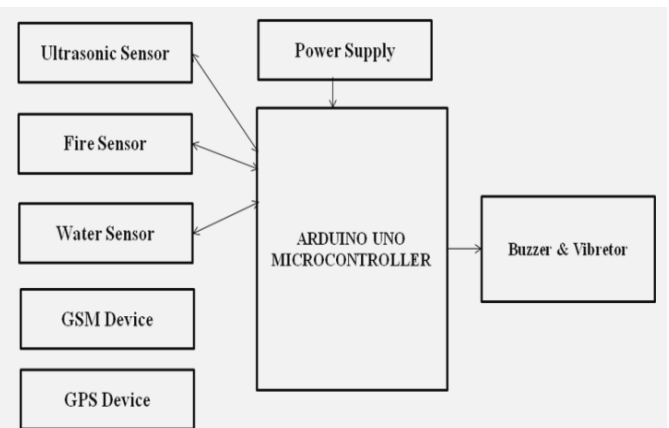 Ultrasonic Sensor
Power Supply
Fire Sensor
Water Sensor
ARDUINO UNO
MICROCONTROLLER
Buzzer & Vibretor
GSM Device
GPS Device